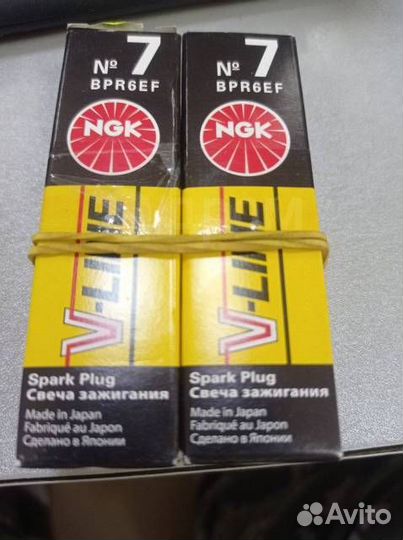 № 7
BPR6EF
NGK
V-LINE
Spark Plug
Свеча зажигания
Made in Japan
Fabriqué au Japon
Сделано в Японии
№ 7
BPR6EF
NGK
V-LINE
Spark Plug
Свеча зажигания
Made in Japan
Fabriqué au Japon
Сделано в Японии
Avito